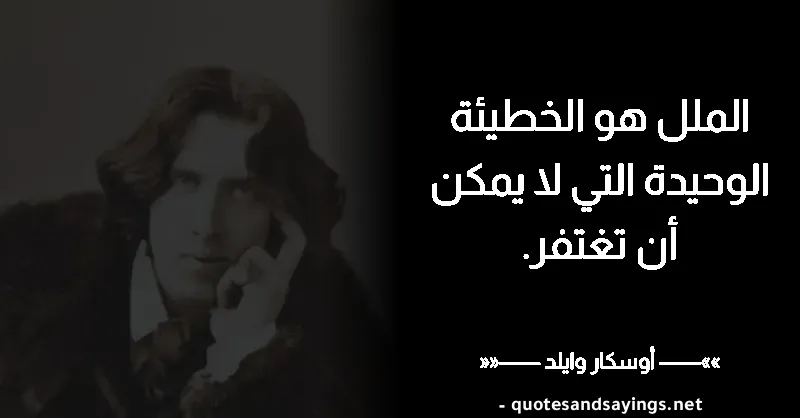 الملل هو الخطيئة
الوحيدة التي لا يمكن
أن تغتفر.
»»—— أوسكار وايلد ——««
- quotesandsayings.net